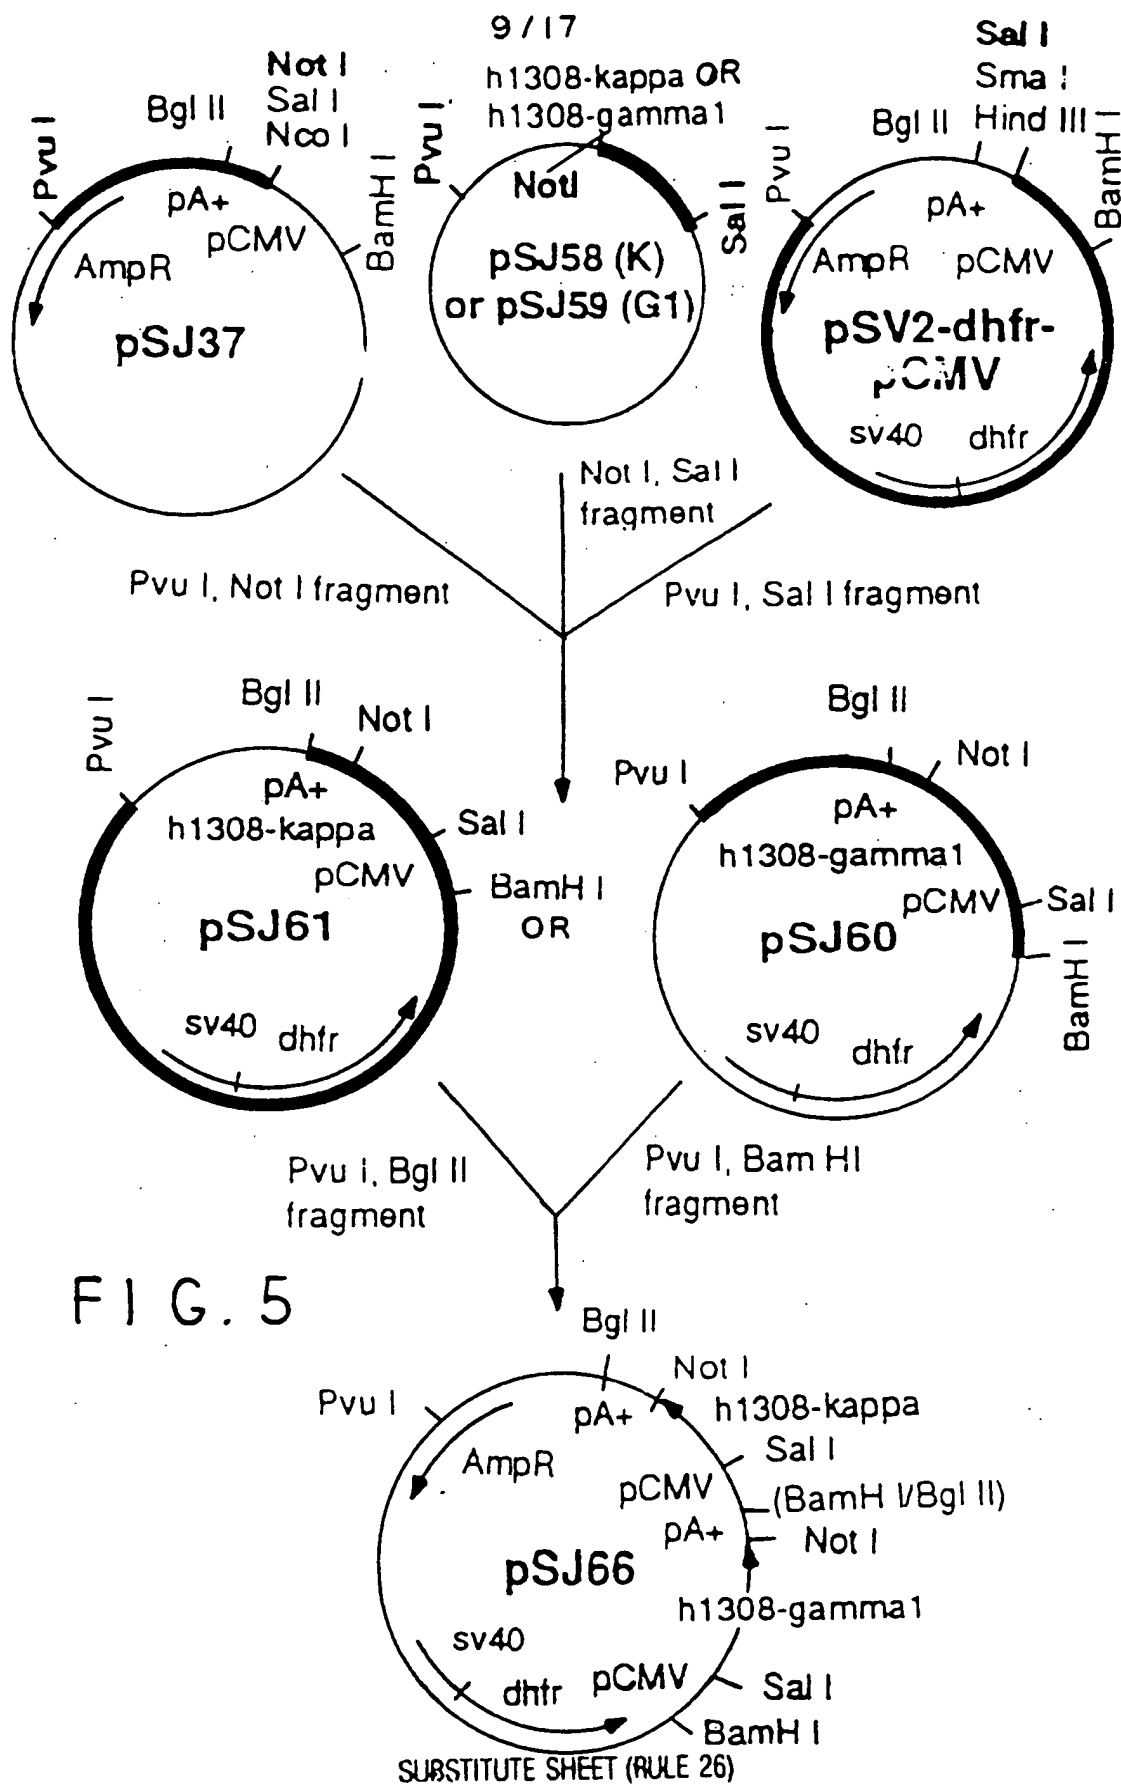 9/17
Pvu I
Bgl II
Not I
Sal I
Nco I
BamH I
pA+
pCMV
AmpR
pSJ37
h1308-kappa OR
h1308-gamma1
Pvu I
NotI
Sal I
pSJ58 (K)
or pSJ59 (G1)
Sal I
Sma I
Hind III
Bgl II
Pvu I
BamH I
pA+
AmpR
pCMV
pSV2-dhfr-
pCMV
sv40
dhfr
Not I, Sal I
fragment
Pvu I, Not I fragment
Pvu I, Sal I fragment
Pvu I
Bgl II
Not I
pA+
h1308-kappa
Sal I
pCMV
BamH I
OR
pSJ61
sv40
dhfr
Bgl II
Pvu I
Not I
pA+
h1308-gamma1
pCMV
Sal I
BamH I
pSJ60
sv40
dhfr
Pvu I, Bgl II
fragment
Pvu I, Bam HI
fragment
FIG. 5
Bgl II
Pvu I
Not I
pA+
h1308-kappa
AmpR
Sal I
pCMV
(BamH I/Bgl II)
pA+
Not I
pSJ66
h1308-gamma1
sv40
dhfr
pCMV
Sal I
BamH I
SUBSTITUTE SHEET (RULE 26)